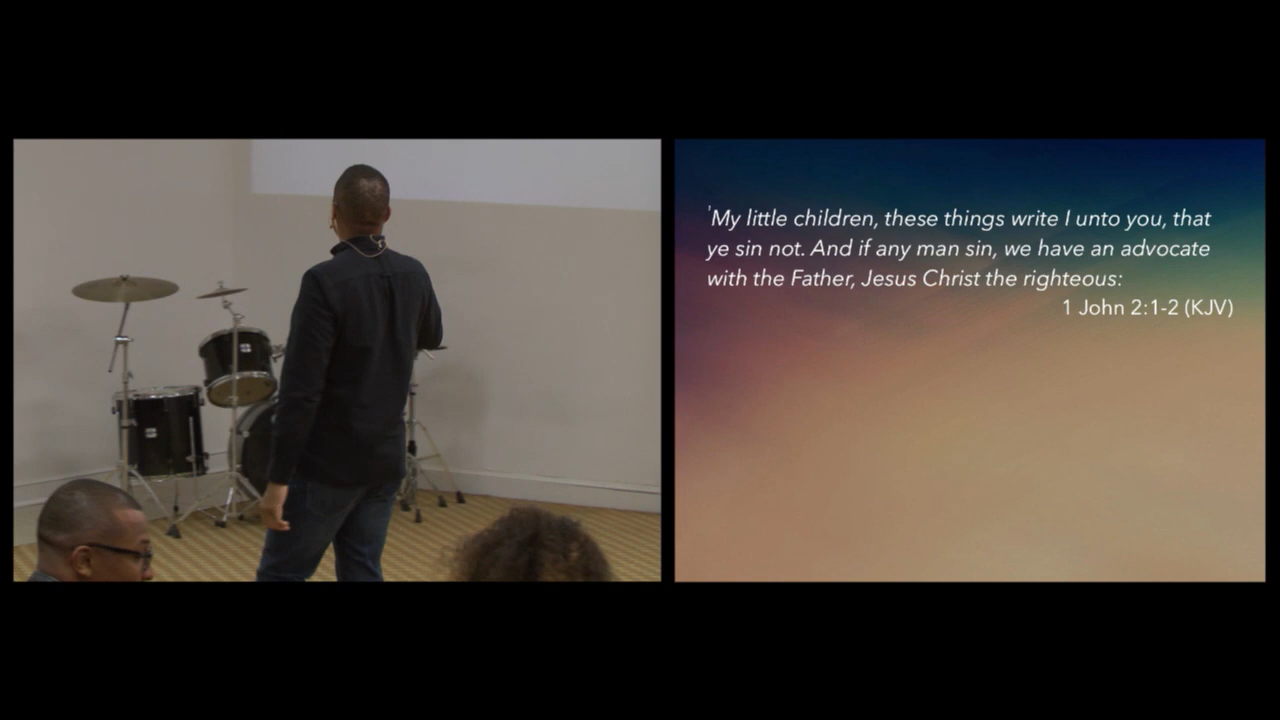 'My little children, these things write I unto you, that
ye sin not. And if any man sin, we have an advocate
with the Father, Jesus Christ the righteous:
1 John 2:1-2 (KJV)